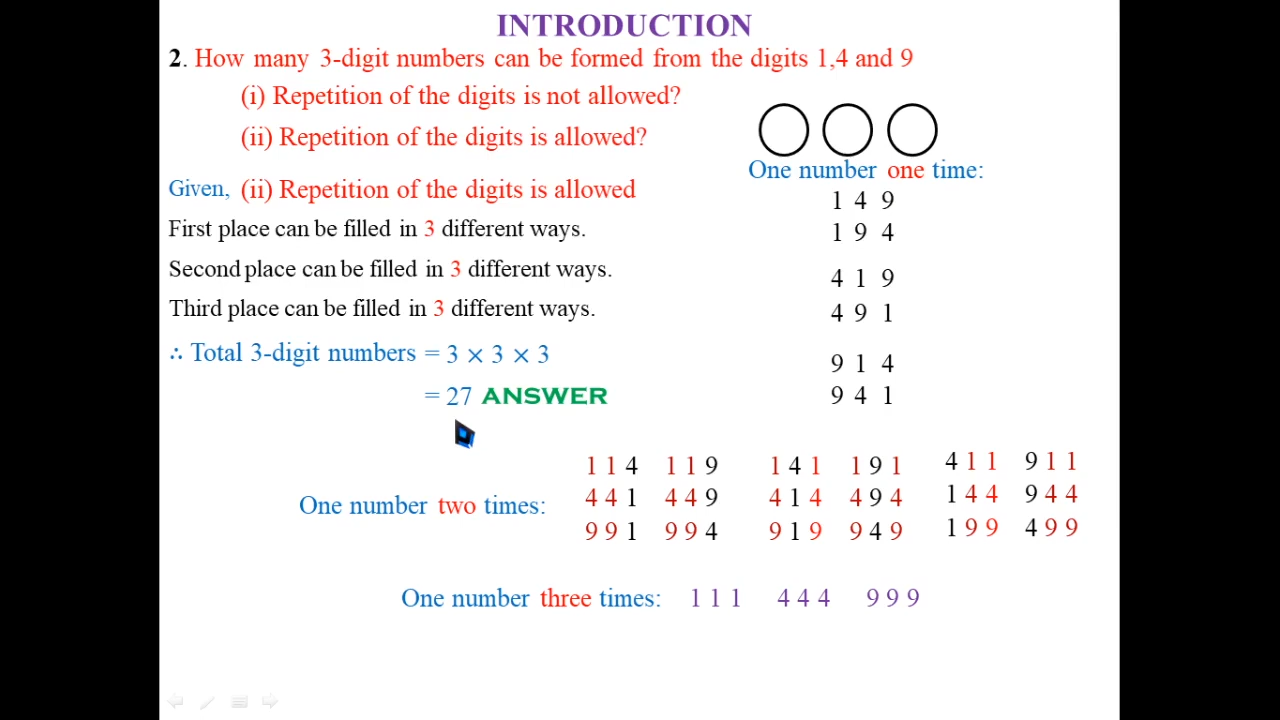 INTRODUCTION
2. How many 3-digit numbers can be formed from the digits 1,4 and 9
(i) Repetition of the digits is not allowed?
(ii) Repetition of the digits is allowed?
Given, (ii) Repetition of the digits is allowed
First place can be filled in 3 different ways.
Second place can be filled in 3 different ways.
Third place can be filled in 3 different ways.
∴ Total 3-digit numbers = 3 × 3 × 3
= 27 ANSWER
One number one time:
1 4 9
1 9 4
4 1 9
4 9 1
9 1 4
9 4 1
One number two times:
1 1 4 1 1 9 1 4 1 1 9 1 4 1 1 9 1 1
4 4 1 4 4 9 4 1 4 4 9 4 1 4 4 9 4 4
9 9 1 9 9 4 9 1 9 9 4 9 1 9 9 4 9 9
One number three times: 1 1 1 4 4 4 9 9 9